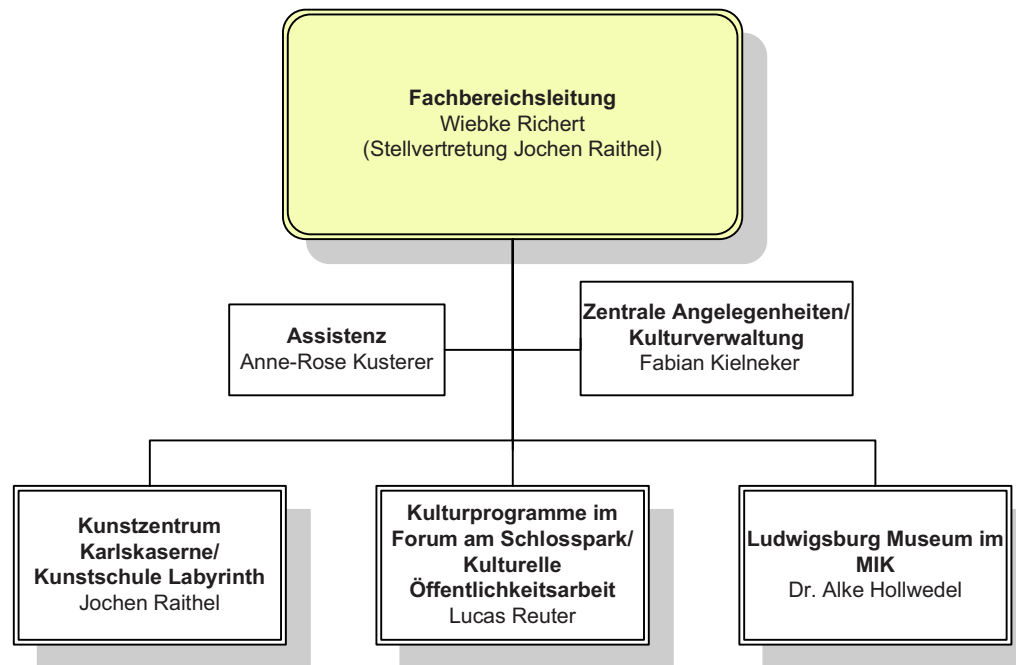 Fachbereichsleitung
Wiebke Richert
(Stellvertretung Jochen Raithel)
Assistenz
Anne-Rose Kusterer
Zentrale Angelegenheiten/
Kulturverwaltung
Fabian Kielneker
Kunstzentrum
Karlskaserne/
Kunstschule Labyrinth
Jochen Raithel
Kulturprogramme im
Forum am Schlosspark/
Kulturelle
Öffentlichkeitsarbeit
Lucas Reuter
Ludwigsburg Museum im
MIK
Dr. Alke Hollwedel